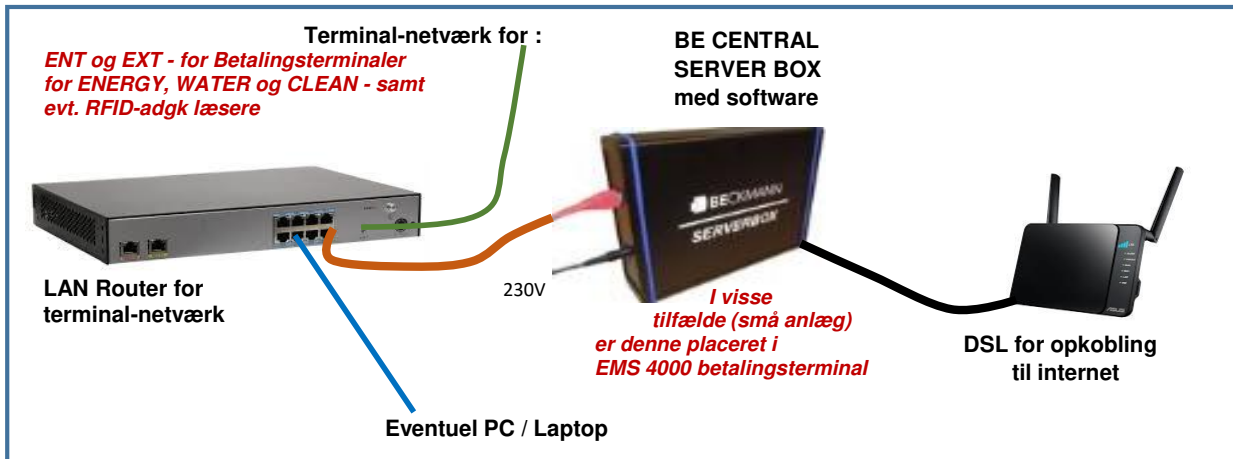 Terminal-netværk for :
ENT og EXT - for Betalingsterminaler
for ENERGY, WATER og CLEAN - samt
evt. RFID-adgk læsere
BE CENTRAL
SERVER BOX
med software
BECKMANN
SERVERBOX
LAN Router for
terminal-netværk
230V
I visse
tilfælde (små anlæg)
er denne placeret i
EMS 4000 betalingsterminal
DSL for opkobling
til internet
Eventuel PC / Laptop